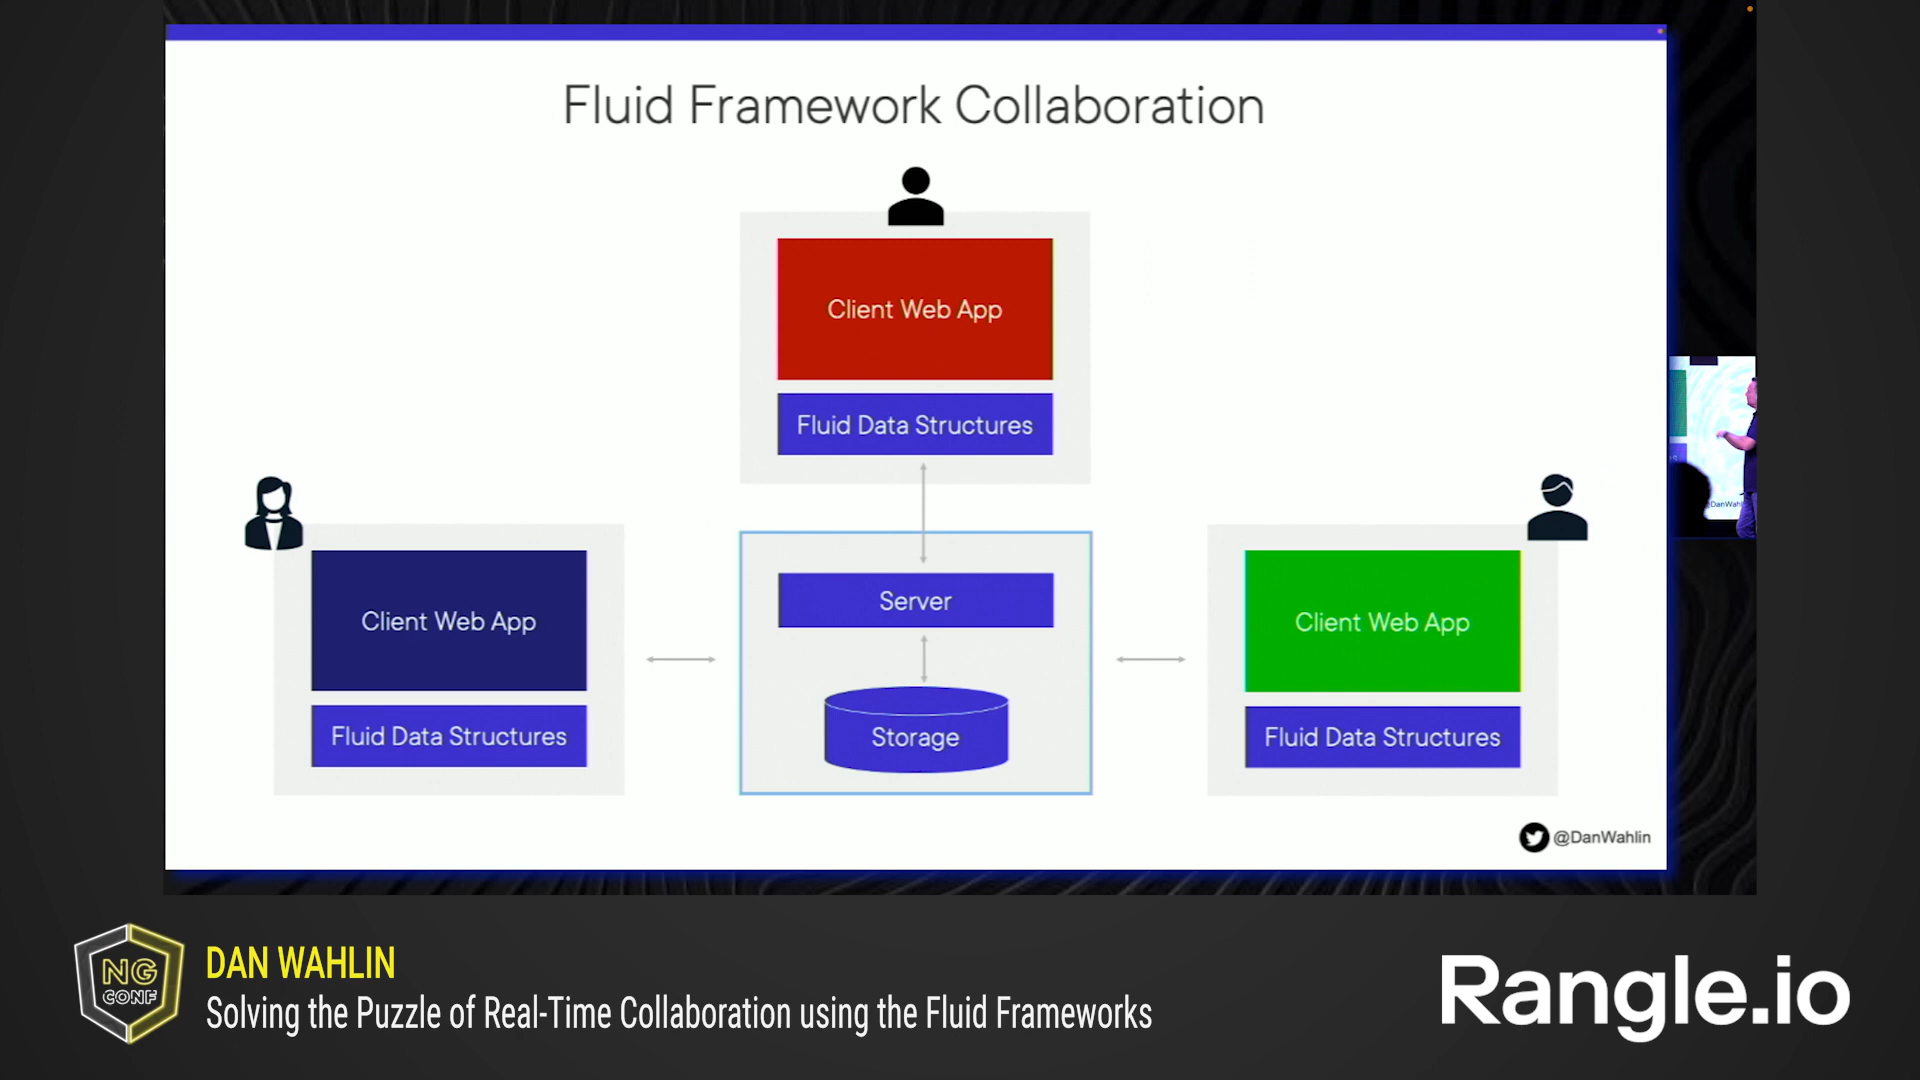 Fluid Framework Collaboration
Client Web App
Fluid Data Structures
Client Web App
Fluid Data Structures
Server
Storage
Client Web App
Fluid Data Structures
@DanWahlin
NG
CONF
DAN WAHLIN
Solving the Puzzle of Real-Time Collaboration using the Fluid Frameworks
Rangle.io